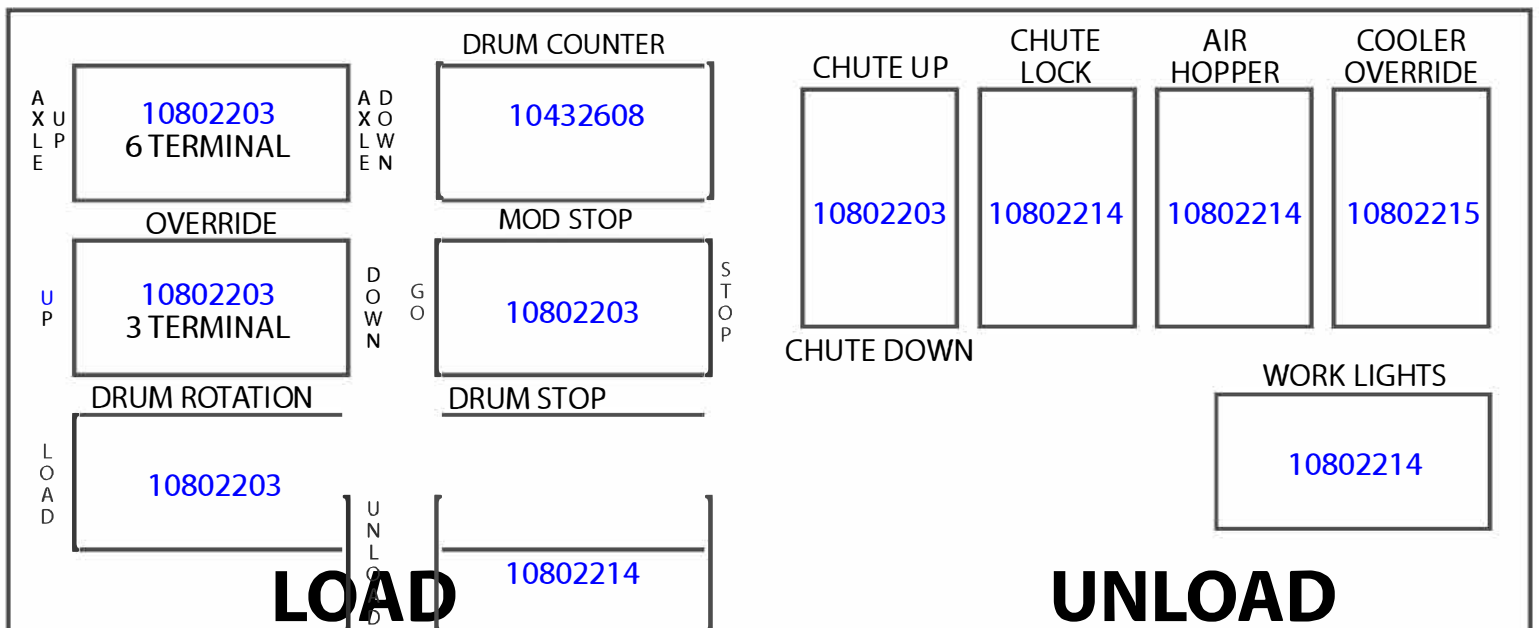 DRUM COUNTER
CHUTE UP
CHUTE
LOCK
AIR
HOPPER
COOLER
OVERRIDE
AXLE
UP
10802203
6 TERMINAL
AXLE
DOWN
10432608
10802203
10802214
10802214
10802215
OVERRIDE
MOD STOP
UP
10802203
3 TERMINAL
DOWN
GO
10802203
STOP
CHUTE DOWN
WORK LIGHTS
10802214
DRUM ROTATION
DRUM STOP
LOAD
10802203
UNLOAD
10802214
LOAD
UNLOAD